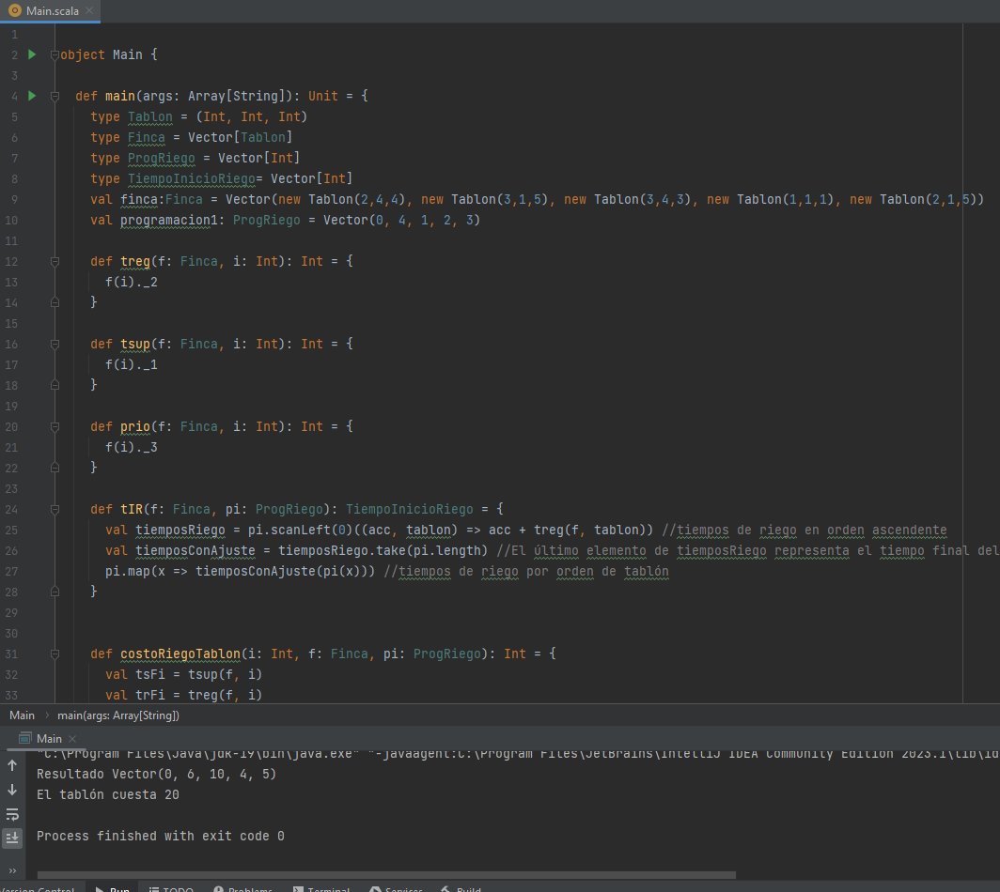 Main.scala
1
2 object Main {
3
4 def main(args: Array[String]): Unit = {
5 type Tablon = (Int, Int, Int)
6 type Finca = Vector[Tablon]
7 type ProgRiego = Vector[Int]
8 type TiempoInicioRiego= Vector[Int]
9 val finca:Finca = Vector(new Tablon(2,4,4), new Tablon(3,1,5), new Tablon(3,4,3), new Tablon(1,1,1), new Tablon(2,1,5))
10 val programacion1: ProgRiego = Vector(0, 4, 1, 2, 3)
11
12 def treg(f: Finca, i: Int): Int = {
13 f(i)._2
14 }
15
16 def tsup(f: Finca, i: Int): Int = {
17 f(i)._1
18 }
19
20 def prio(f: Finca, i: Int): Int = {
21 f(i)._3
22 }
23
24 def tIR(f: Finca, pi: ProgRiego): TiempoInicioRiego = {
25 val tiemposRiego = pi.scanLeft(0)((acc, tablon) => acc + treg(f, tablon)) //tiempos de riego en orden ascendente
26 val tiemposConAjuste = tiemposRiego.take(pi.length) //El último elemento de tiemposRiego representa el tiempo final del
27 pi.map(x => tiemposConAjuste(pi(x))) //tiempos de riego por orden de tablón
28 }
29
30
31 def costoRiegoTablon(i: Int, f: Finca, pi: ProgRiego): Int = {
32 val tsFi = tsup(f, i)
33 val trFi = treg(f, i)
Main › main(args: Array[String])
Main
"C:\Program Files\Java\jdk-19\bin\java.exe" "-javaagent:C:\Program Files\JetBrains\IntelliJ IDEA Community Edition 2023.1\lib\id
Resultado Vector(0, 6, 10, 4, 5)
El tablón cuesta 20
Process finished with exit code 0
Version Control Run TODO Problems Terminal Services Build